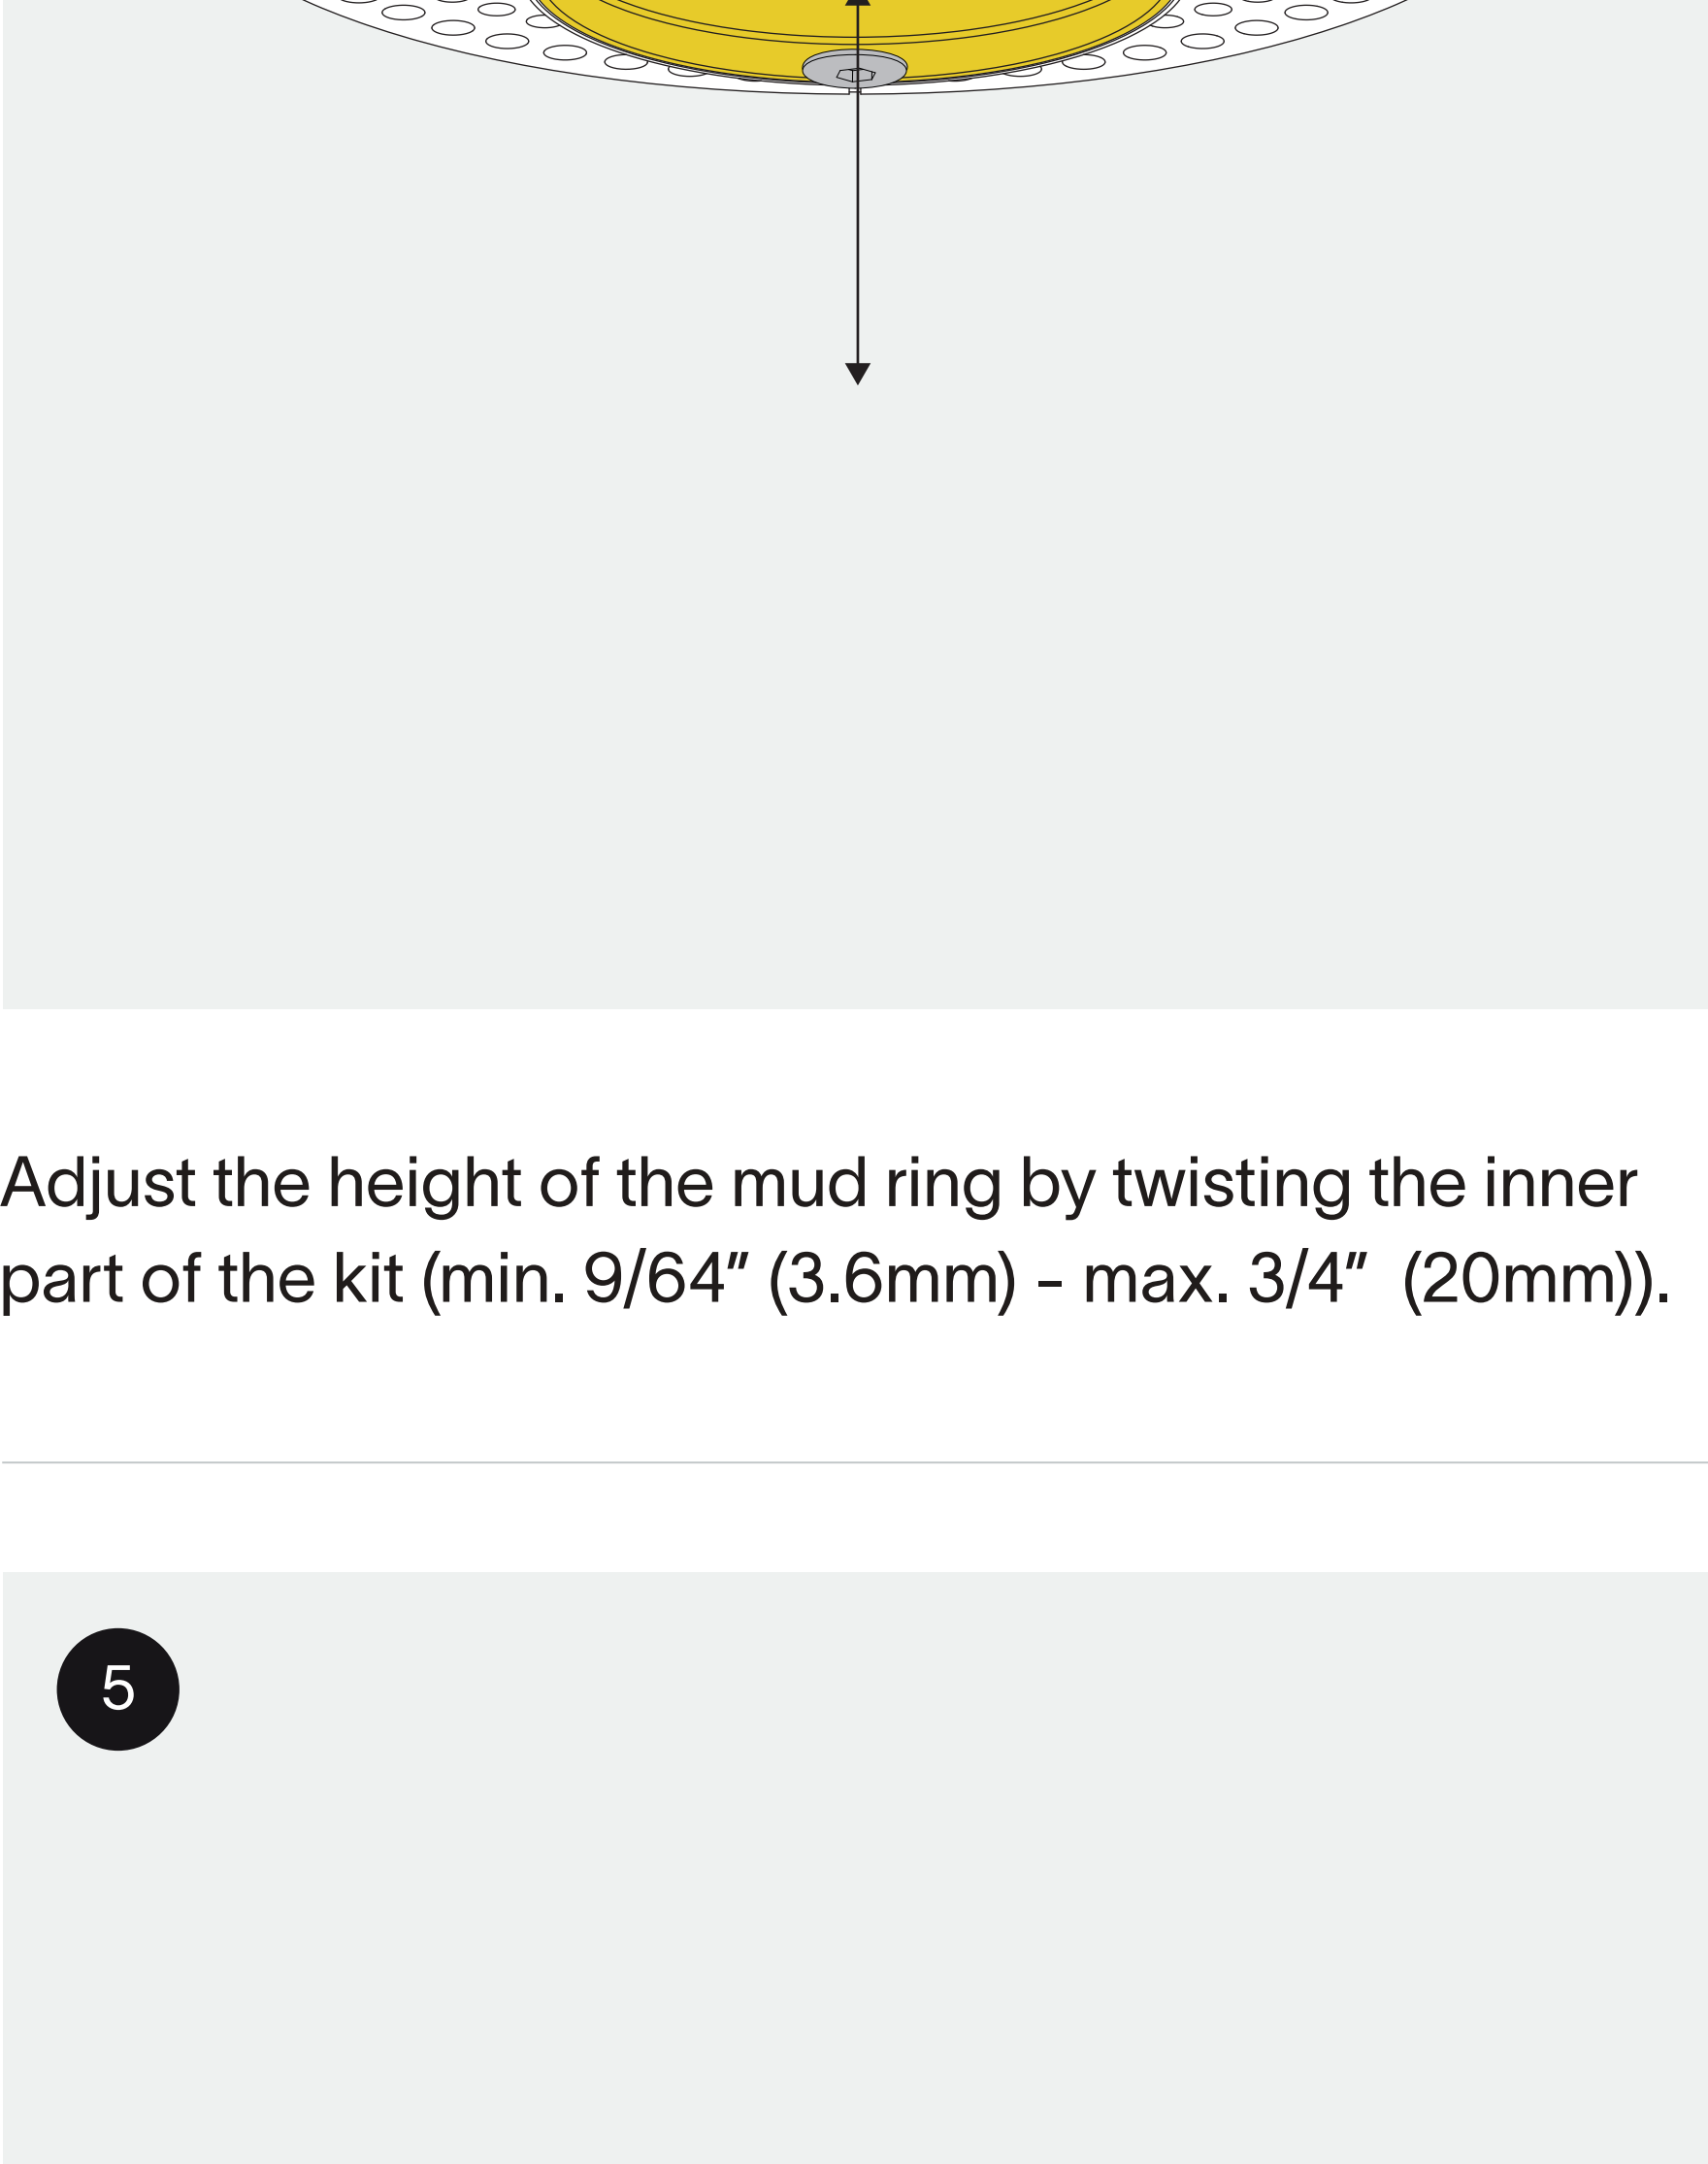 Adjust the height of the mud ring by twisting the inner
part of the kit (min. 9/64″ (3.6mm) – max. 3/4″ (20mm)).
5